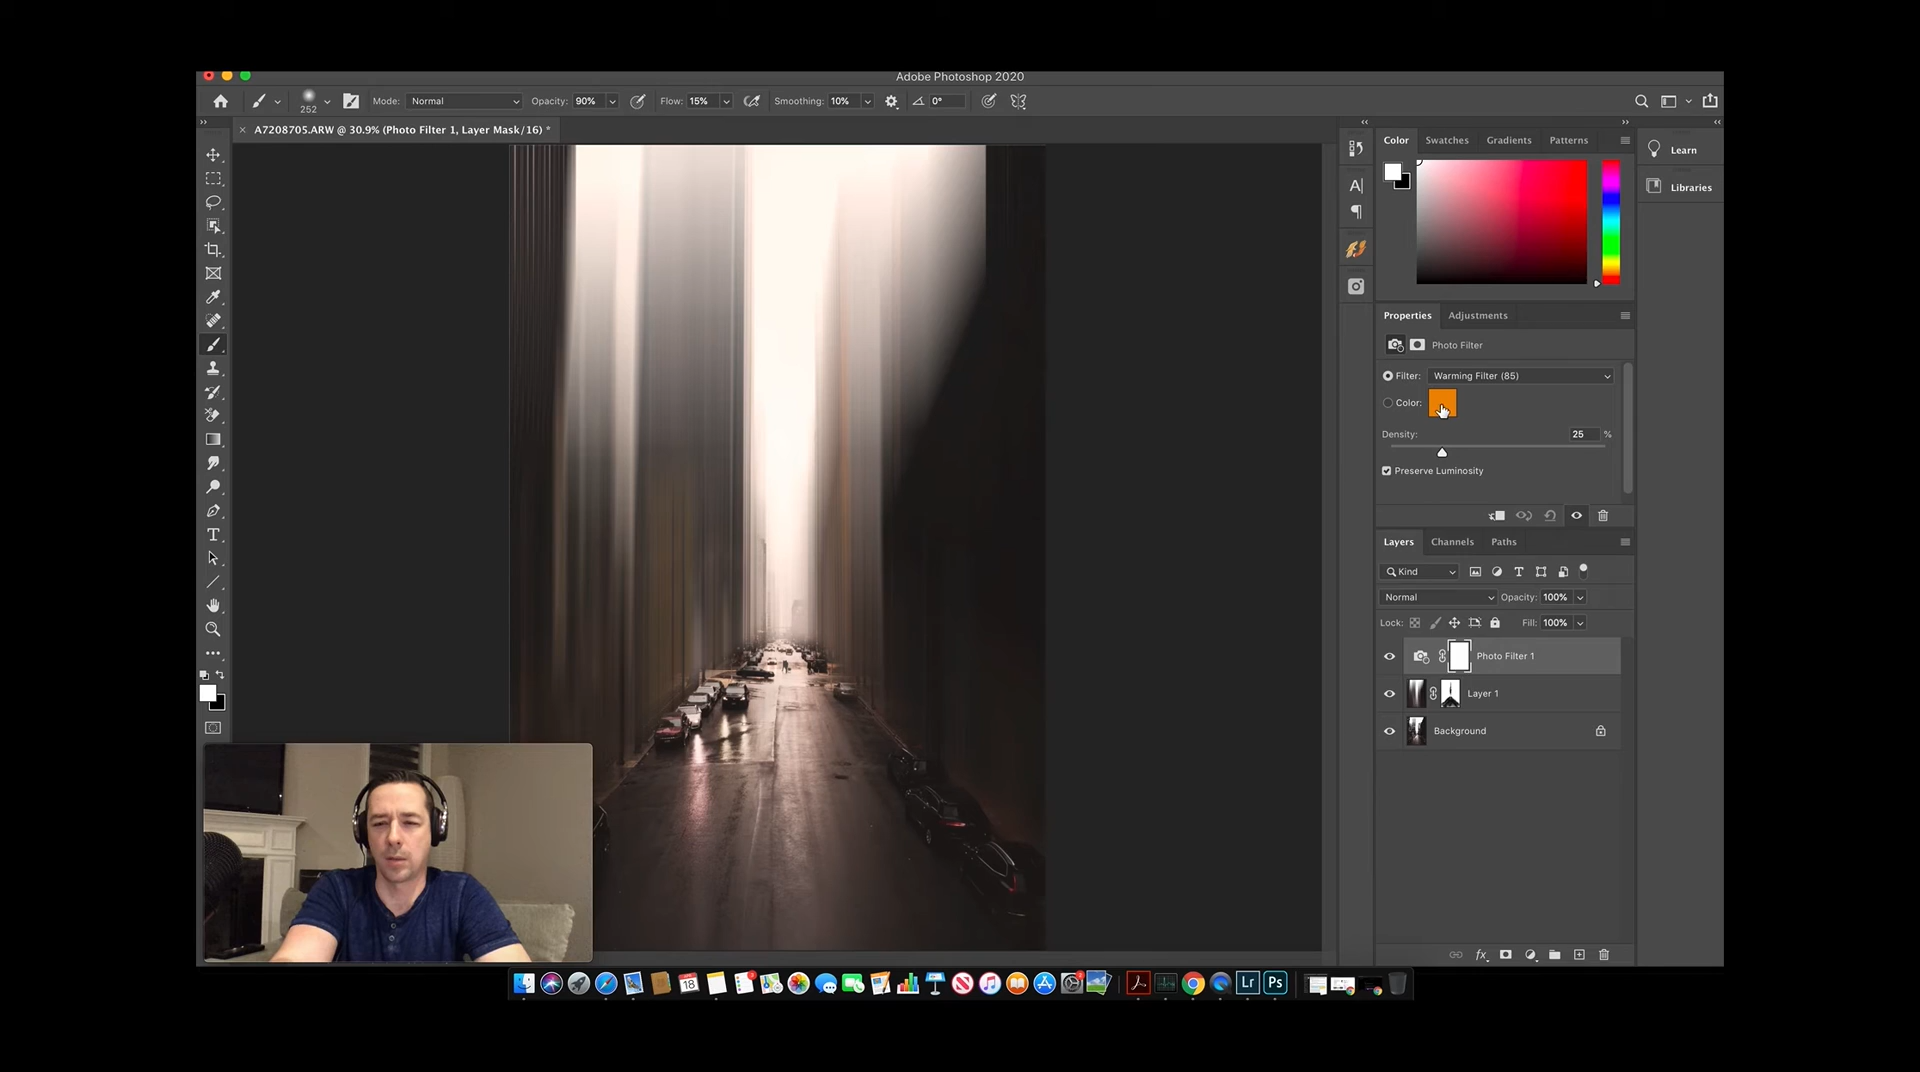 Adobe Photoshop 2020
252
Mode: Normal
Opacity: 90%
Flow: 15%
Smoothing: 10%
0°
A7208705.ARW @ 30.9% (Photo Filter 1, Layer Mask/16) *
Color
Swatches
Gradients
Patterns
Learn
Libraries
Properties
Adjustments
Photo Filter
Filter: Warming Filter (85)
Color:
Density: 25 %
Preserve Luminosity
Layers
Channels
Paths
Kind
Normal
Opacity: 100%
Lock:
Fill: 100%
Photo Filter 1
Layer 1
Background
fx
18
Lr
Ps